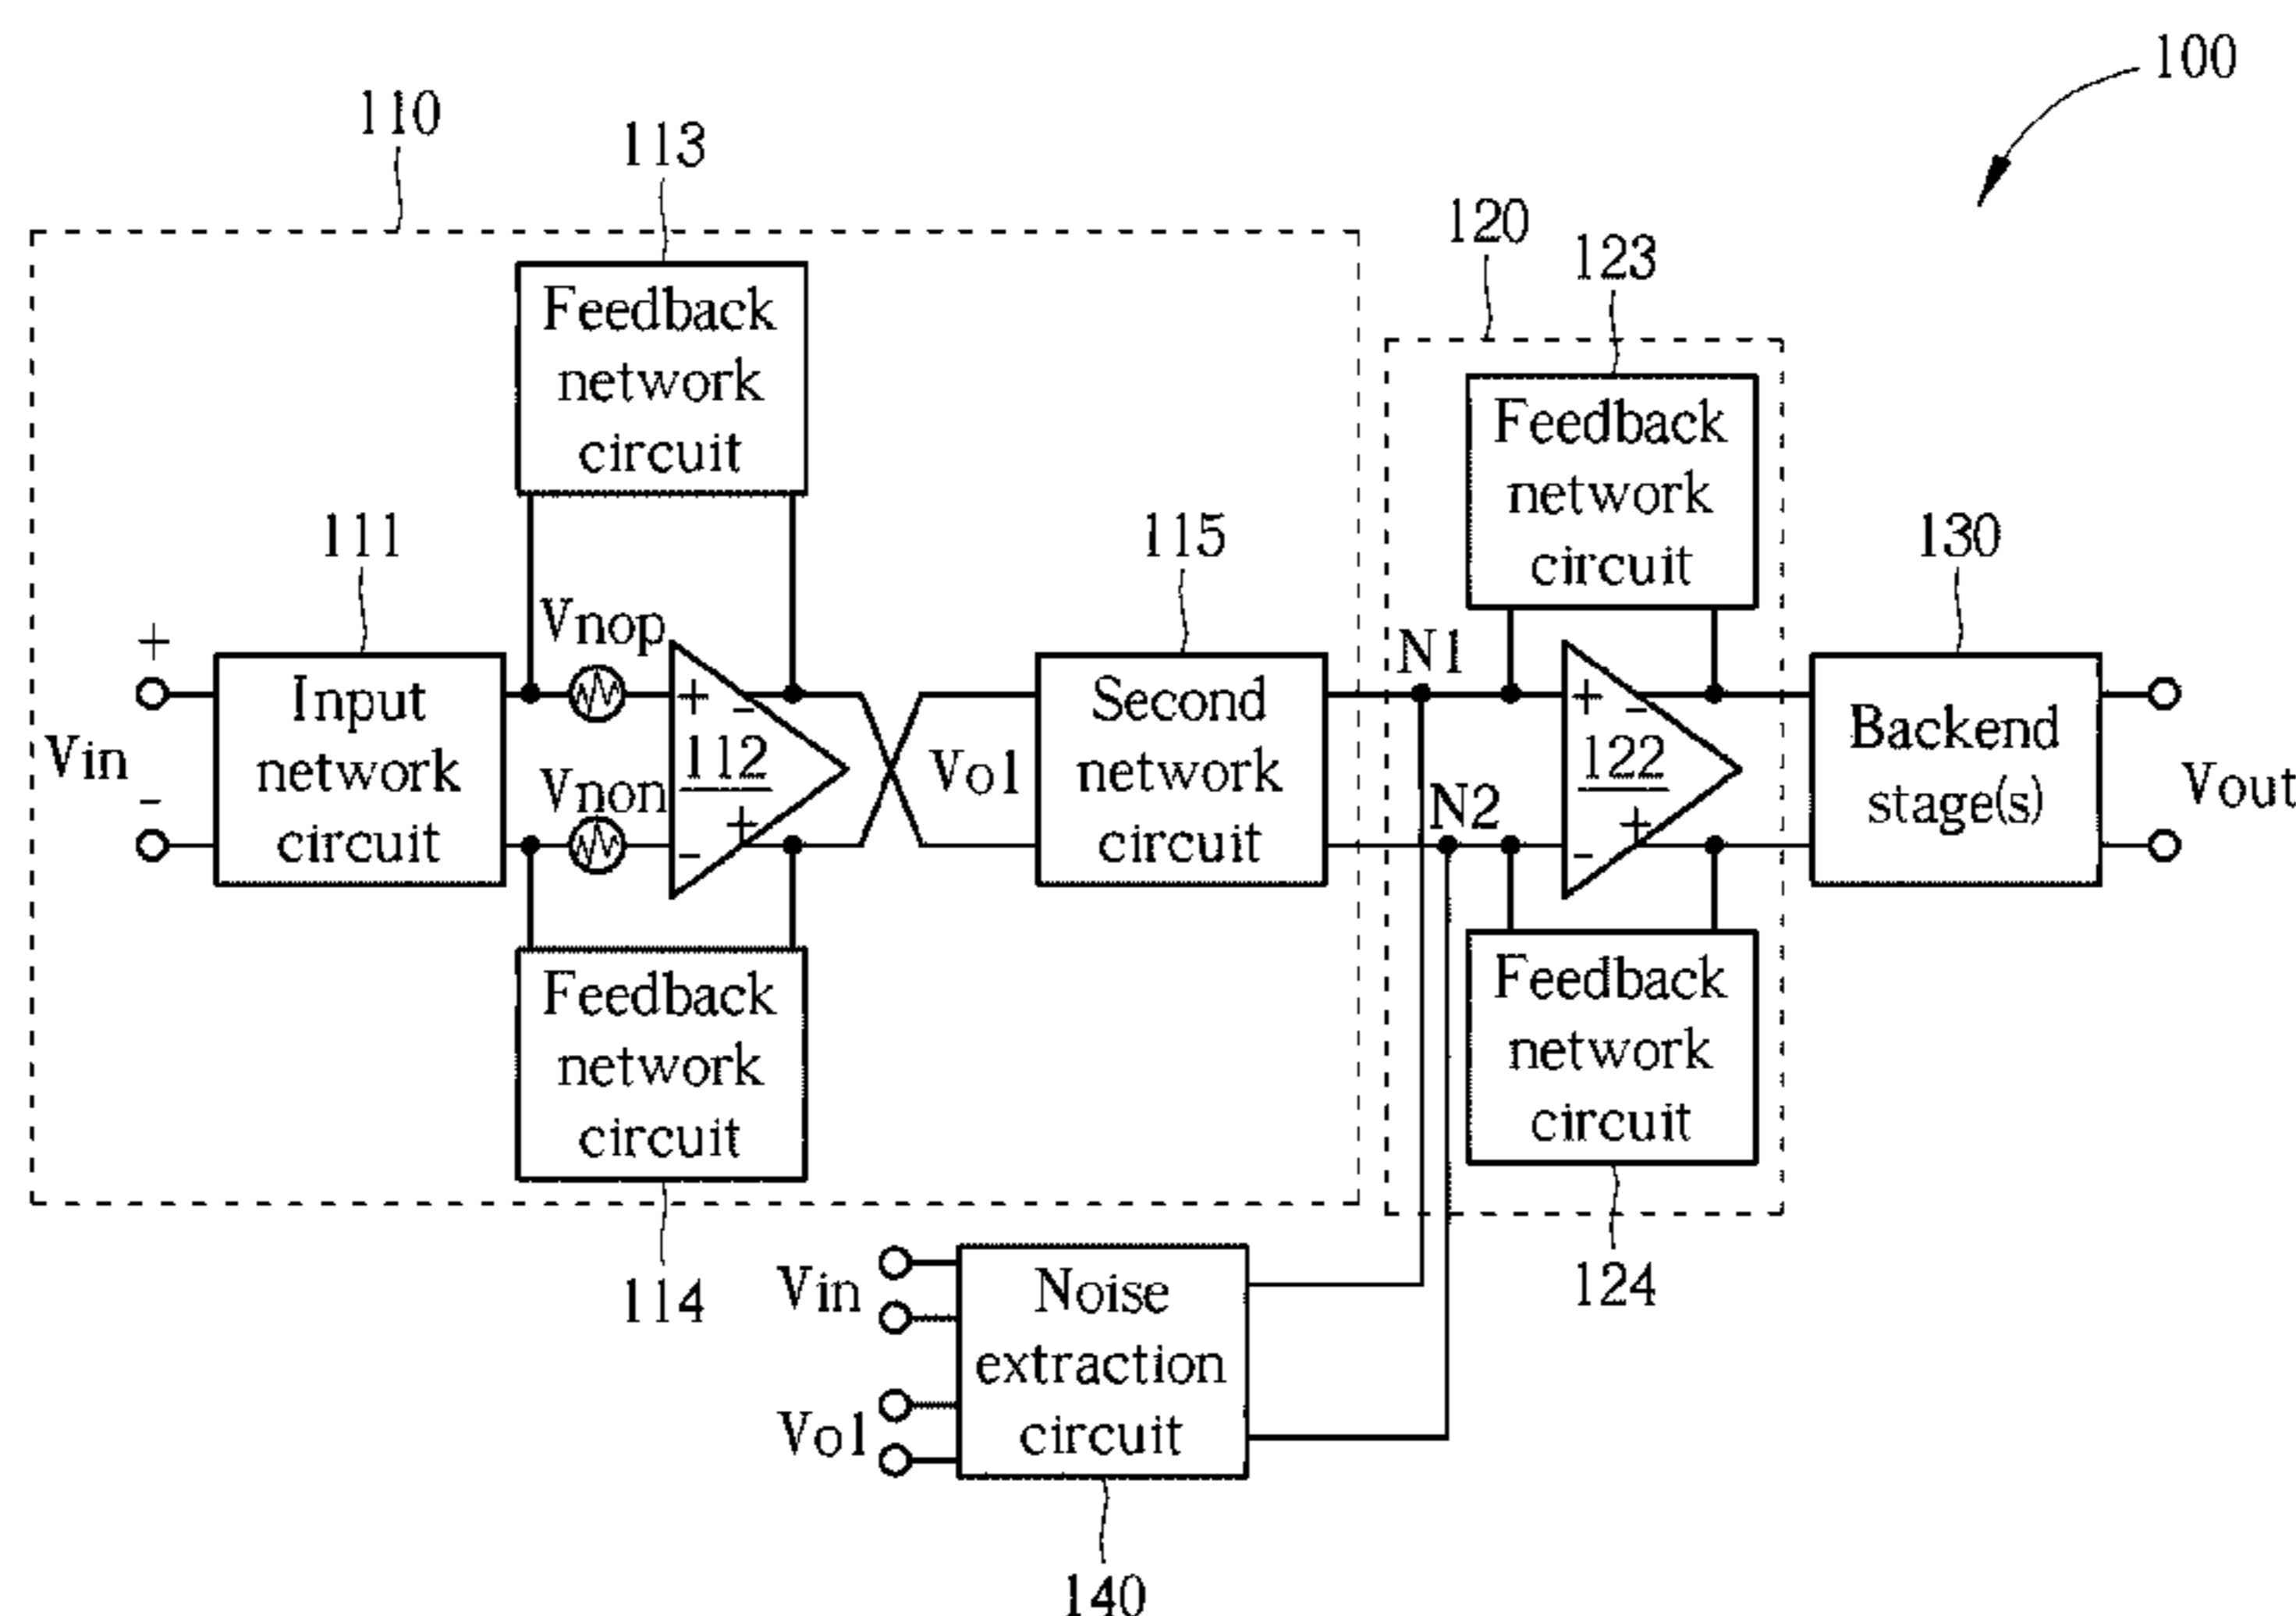 100
110
113
120
123
Feedback
network
circuit
Feedback
network
circuit
111
115
130
Vnop
N1
+
Input
network
circuit
+
-
112
+
-
Second
network
circuit
+
-
122
+
-
Backend
stage(s)
Vin
-
Vnon
Vo1
N2
Vout
Feedback
network
circuit
Feedback
network
circuit
114
124
Vin
Vo1
Noise
extraction
circuit
140